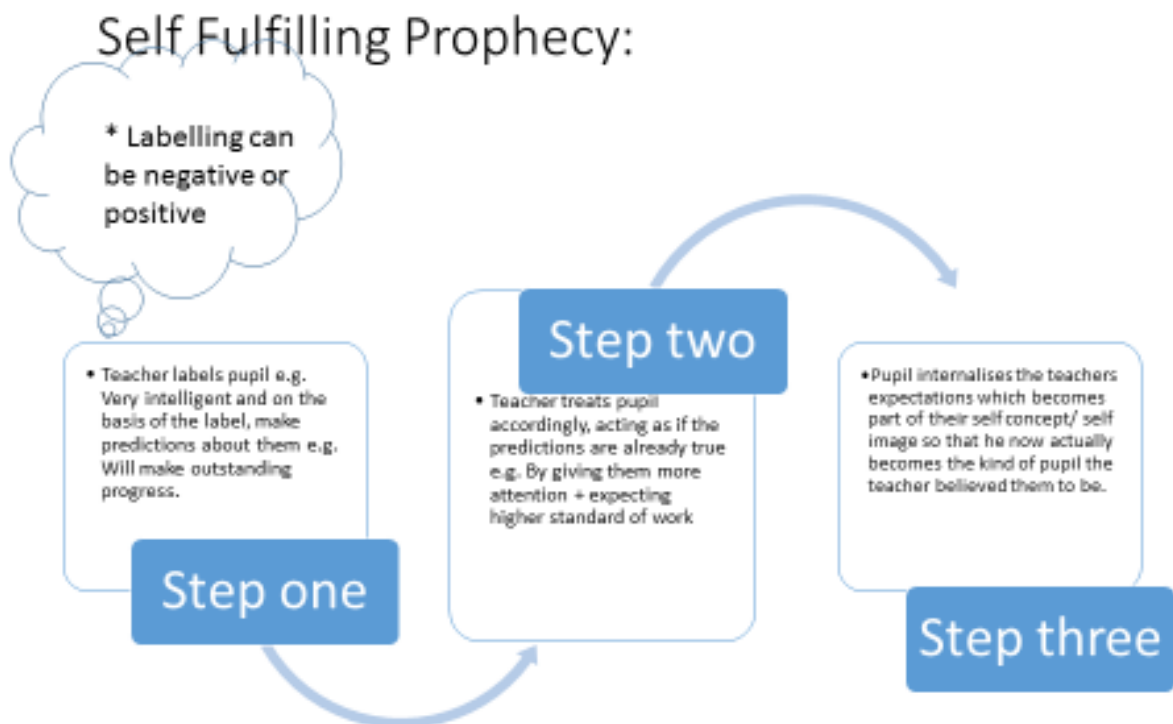 Self Fulfilling Prophecy:
* Labelling can
be negative or
positive
• Teacher labels pupil e.g.
Very intelligent and on the
basis of the label, make
predictions about them e.g.
Will make outstanding
progress.
Step one
Step two
• Teacher treats pupil
accordingly, acting as if the
predictions are already true
e.g. By giving them more
attention + expecting
higher standard of work
•Pupil internalises the teachers
expectations which becomes
part of their self concept/ self
image so that he now actually
becomes the kind of pupil the
teacher believed them to be.
Step three